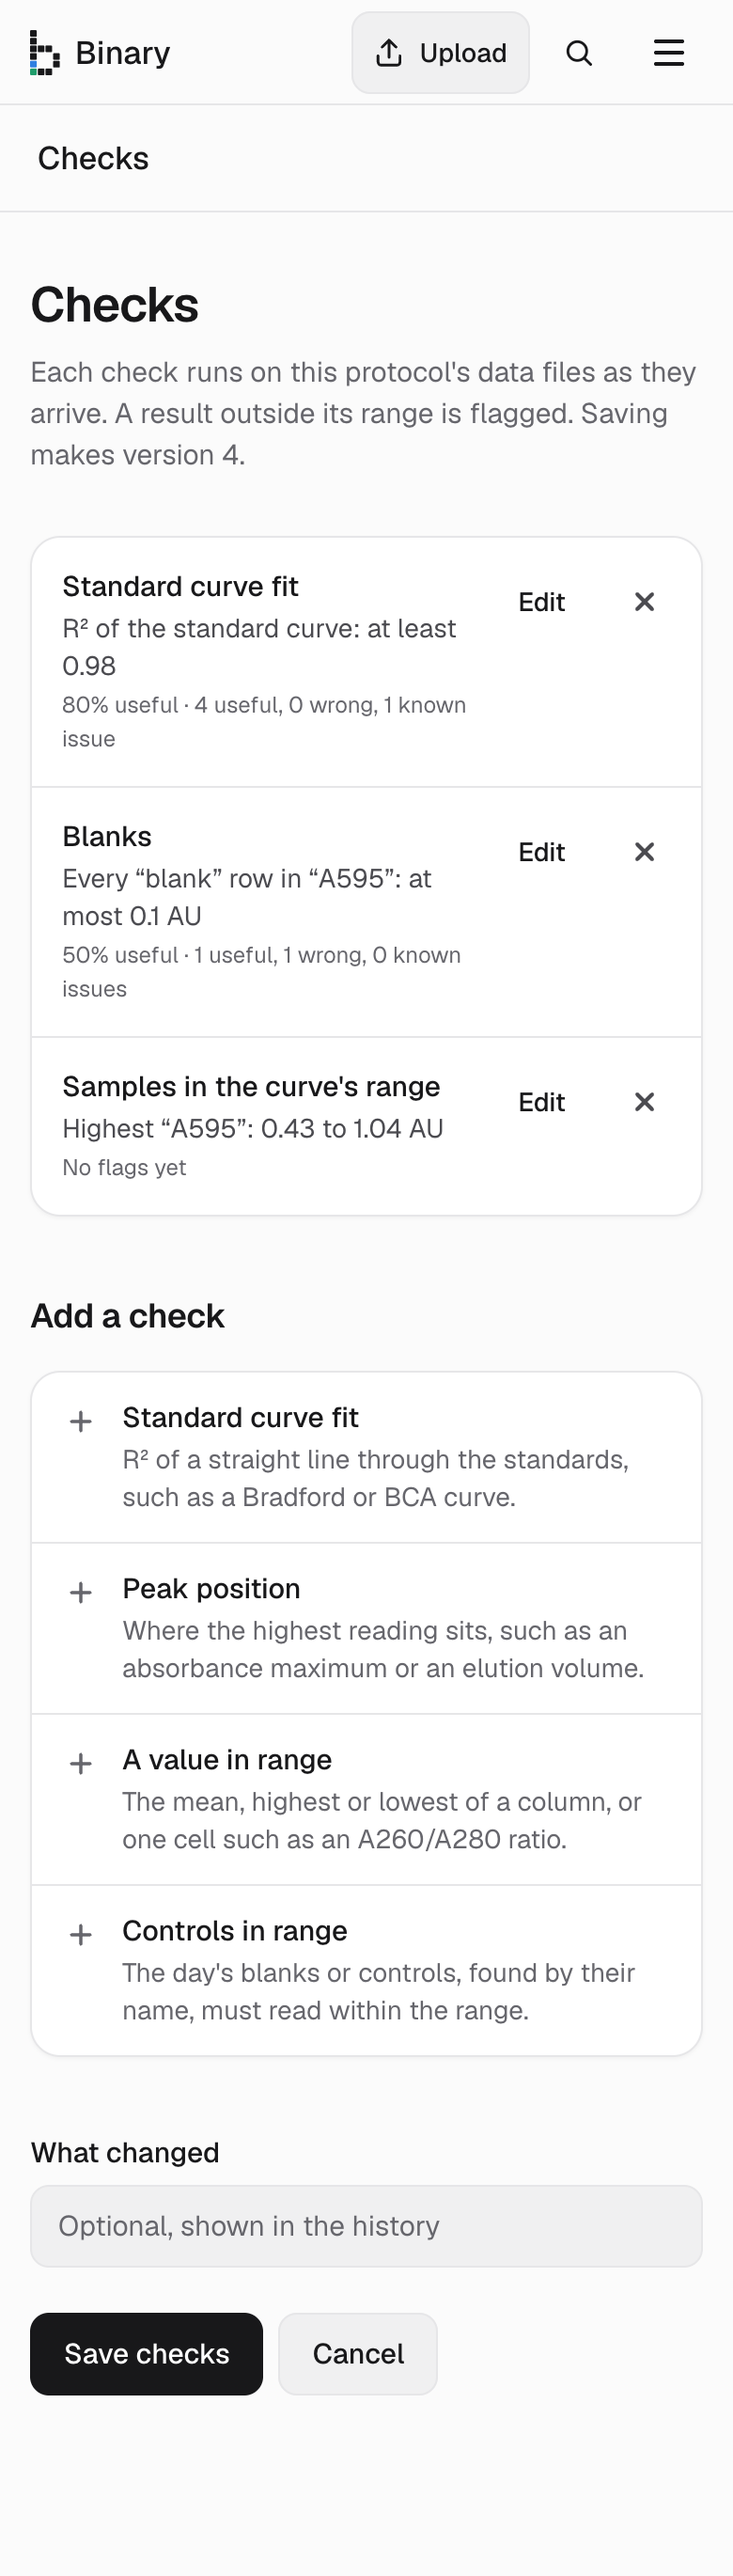 Binary
Upload
Checks
Checks
Each check runs on this protocol's data files as they
arrive. A result outside its range is flagged. Saving
makes version 4.
Standard curve fit
Edit
R² of the standard curve: at least
0.98
80% useful · 4 useful, 0 wrong, 1 known
issue
Blanks
Edit
Every “blank” row in “A595”: at
most 0.1 AU
50% useful · 1 useful, 1 wrong, 0 known
issues
Samples in the curve's range
Edit
Highest “A595”: 0.43 to 1.04 AU
No flags yet
Add a check
Standard curve fit
R² of a straight line through the standards,
such as a Bradford or BCA curve.
Peak position
Where the highest reading sits, such as an
absorbance maximum or an elution volume.
A value in range
The mean, highest or lowest of a column, or
one cell such as an A260/A280 ratio.
Controls in range
The day's blanks or controls, found by their
name, must read within the range.
What changed
Optional, shown in the history
Save checks
Cancel